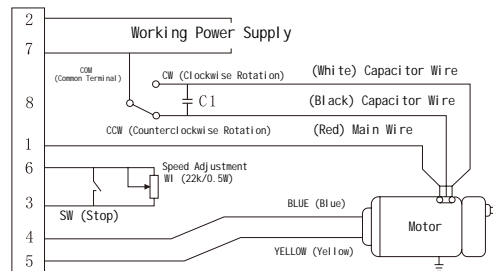 2
Working Power Supply
7
COM
(Common Terminal)
CW (Clockwise Rotation)
(White) Capacitor Wire
8
C1
(Black) Capacitor Wire
CCW (Counterclockwise Rotation)
(Red) Main Wire
1
6
Speed Adjustment
WI (22k/0.5W)
3
SW (Stop)
BLUE (Blue)
4
Motor
YELLOW (Yellow)
5